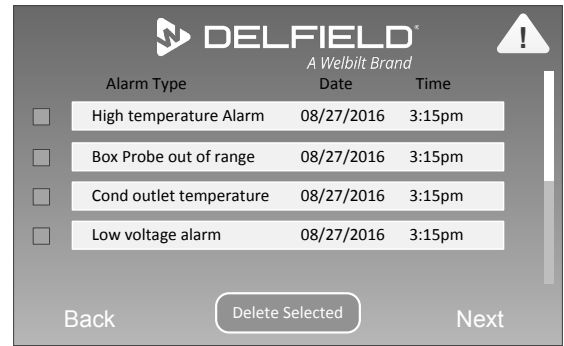 DELFIELD®
A Welbilt Brand
!
Alarm Type Date Time
High temperature Alarm 08/27/2016 3:15pm
Box Probe out of range 08/27/2016 3:15pm
Cond outlet temperature 08/27/2016 3:15pm
Low voltage alarm 08/27/2016 3:15pm
Back Delete Selected Next